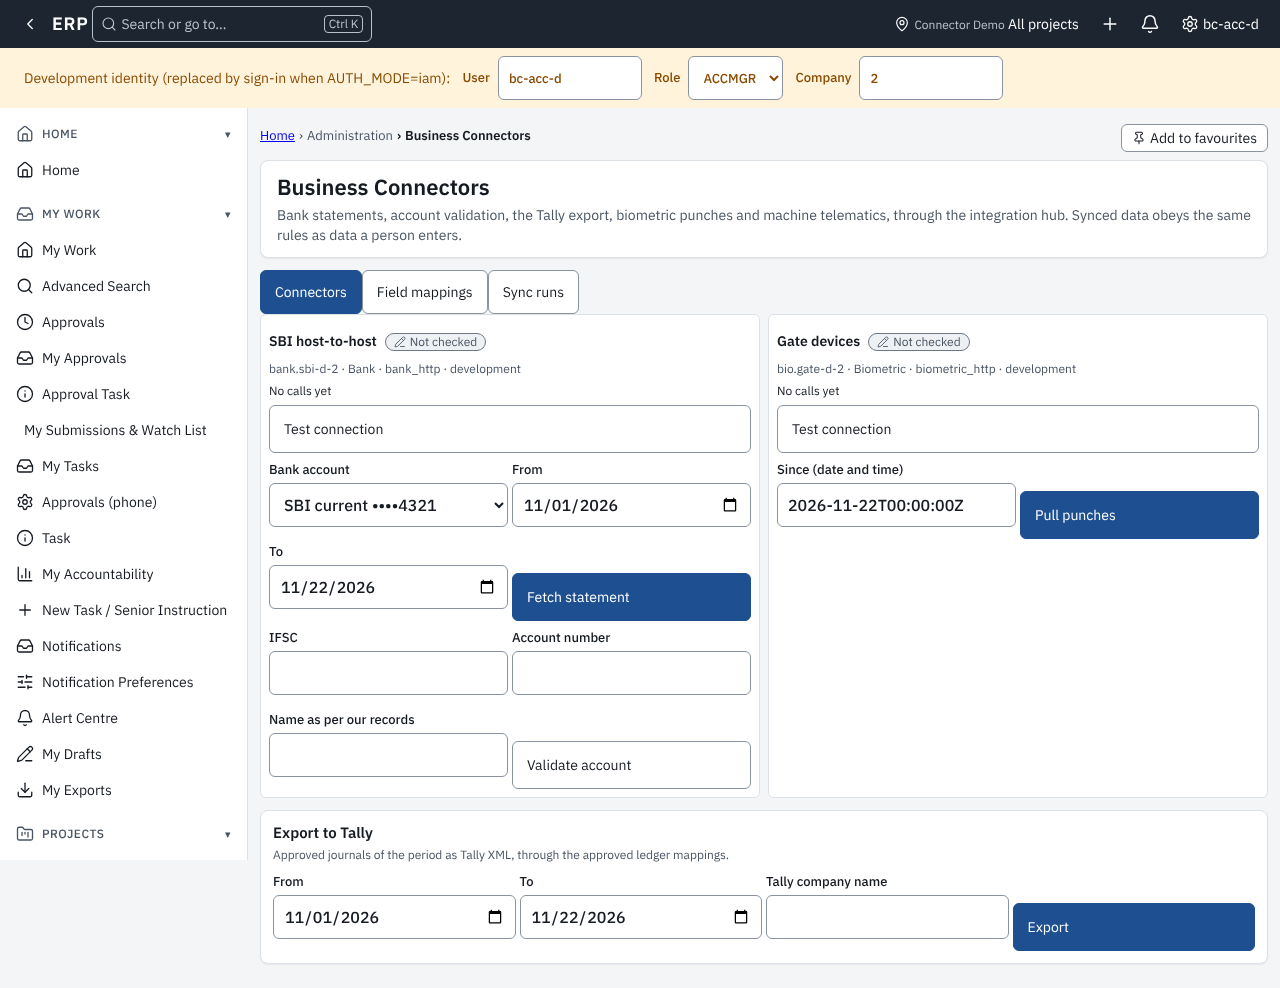 ERP
Search or go to...
Ctrl K
Connector Demo All projects
bc-acc-d
Development identity (replaced by sign-in when AUTH_MODE=iam):
User
bc-acc-d
Role
ACCMGR
Company
2
HOME
Home
MY WORK
My Work
Advanced Search
Approvals
My Approvals
Approval Task
My Submissions & Watch List
My Tasks
Approvals (phone)
Task
My Accountability
New Task / Senior Instruction
Notifications
Notification Preferences
Alert Centre
My Drafts
My Exports
PROJECTS
Home › Administration › Business Connectors
Add to favourites
Business Connectors
Bank statements, account validation, the Tally export, biometric punches and machine telematics, through the integration hub. Synced data obeys the same
rules as data a person enters.
Connectors
Field mappings
Sync runs
SBI host-to-host
Not checked
bank.sbi-d-2 · Bank · bank_http · development
No calls yet
Test connection
Bank account
From
SBI current ••••4321
11/01/2026
To
11/22/2026
Fetch statement
IFSC
Account number
Name as per our records
Validate account
Gate devices
Not checked
bio.gate-d-2 · Biometric · biometric_http · development
No calls yet
Test connection
Since (date and time)
2026-11-22T00:00:00Z
Pull punches
Export to Tally
Approved journals of the period as Tally XML, through the approved ledger mappings.
From
To
Tally company name
11/01/2026
11/22/2026
Export